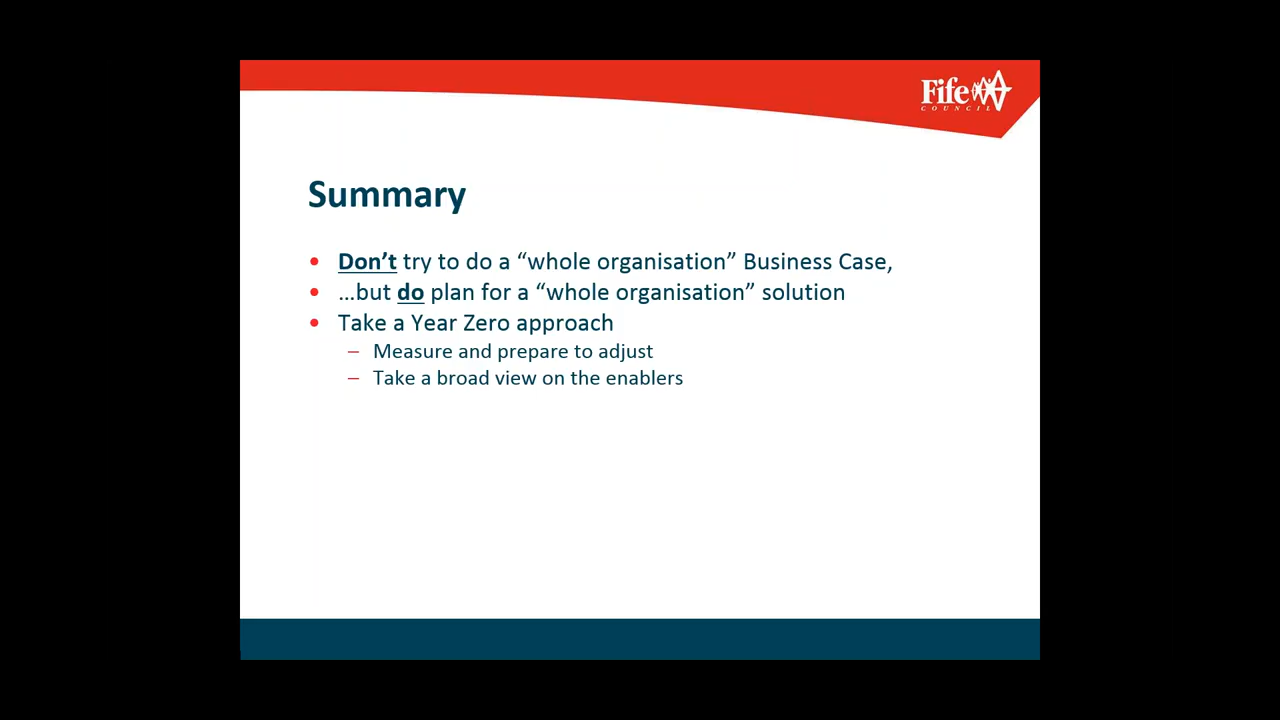 Fife
COUNCIL
Summary
• Don’t try to do a “whole organisation” Business Case,
• …but do plan for a “whole organisation” solution
• Take a Year Zero approach
– Measure and prepare to adjust
– Take a broad view on the enablers